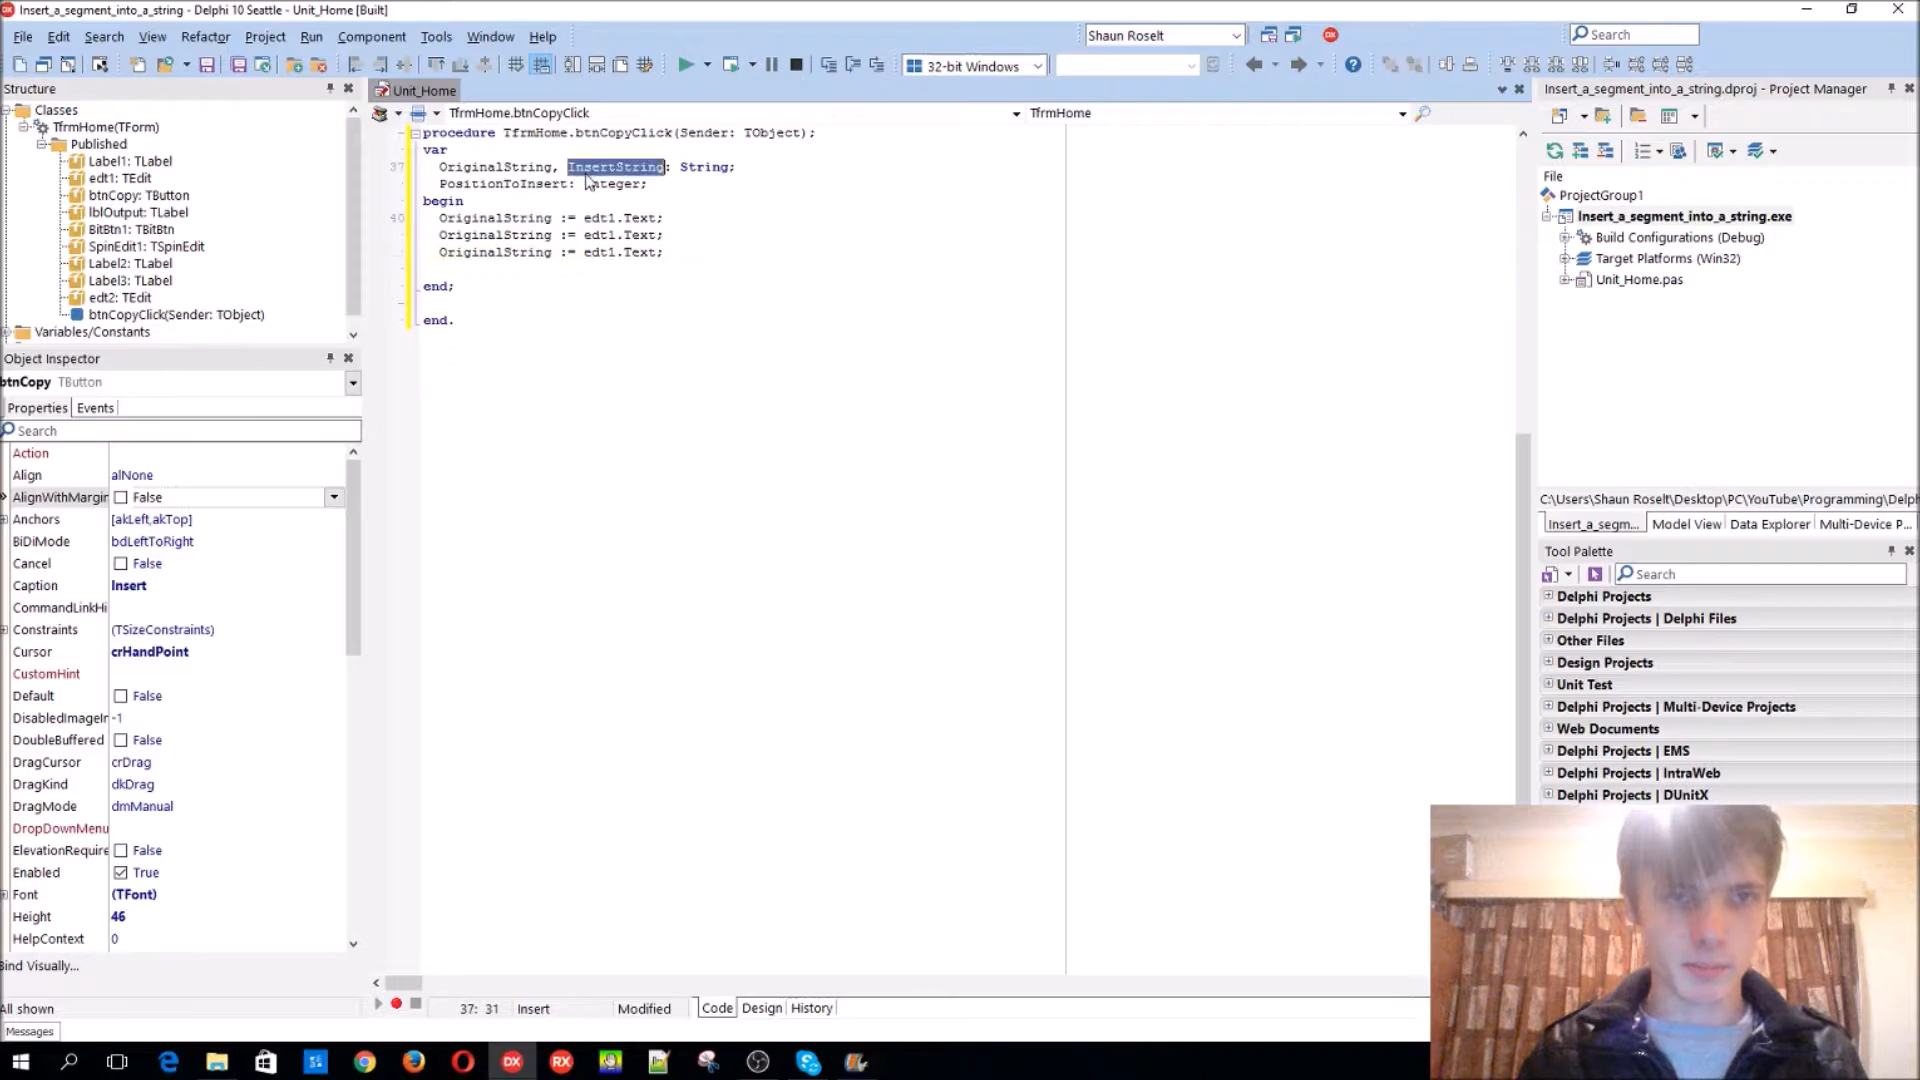 Insert_a_segment_into_a_string - Delphi 10 Seattle - Unit_Home [Built]
File Edit Search View Refactor Project Run Component Tools Window Help
Shaun Roselt
Search
32-bit Windows
Structure
Classes
TfrmHome(TForm)
Published
Label1: TLabel
edt1: TEdit
btnCopy: TButton
lblOutput: TLabel
BitBtn1: TBitBtn
SpinEdit1: TSpinEdit
Label2: TLabel
Label3: TLabel
edt2: TEdit
btnCopyClick(Sender: TObject)
Variables/Constants
Object Inspector
btnCopy TButton
Properties Events
Search
Action
Align alNone
AlignWithMargin False
Anchors [akLeft,akTop]
BiDiMode bdLeftToRight
Cancel False
Caption Insert
CommandLinkHi
Constraints (TSizeConstraints)
Cursor crHandPoint
CustomHint
Default False
DisabledImageIn -1
DoubleBuffered False
DragCursor crDrag
DragKind dkDrag
DragMode dmManual
DropDownMenu
ElevationRequire False
Enabled True
Font (TFont)
Height 46
HelpContext 0
Bind Visually...
All shown
Messages
Unit_Home
TfrmHome.btnCopyClick
TfrmHome
procedure TfrmHome.btnCopyClick(Sender: TObject);
var
37 OriginalString, InsertString: String;
PositionToInsert: Integer;
begin
40 OriginalString := edt1.Text;
OriginalString := edt1.Text;
OriginalString := edt1.Text;
end;
end.
37: 31 Insert Modified Code Design History
Insert_a_segment_into_a_string.dproj - Project Manager
File
ProjectGroup1
Insert_a_segment_into_a_string.exe
Build Configurations (Debug)
Target Platforms (Win32)
Unit_Home.pas
C:\Users\Shaun Roselt\Desktop\PC\YouTube\Programming\Delph
Insert_a_segm... Model View Data Explorer Multi-Device P...
Tool Palette
Search
Delphi Projects
Delphi Projects | Delphi Files
Other Files
Design Projects
Unit Test
Delphi Projects | Multi-Device Projects
Web Documents
Delphi Projects | EMS
Delphi Projects | IntraWeb
Delphi Projects | DUnitX